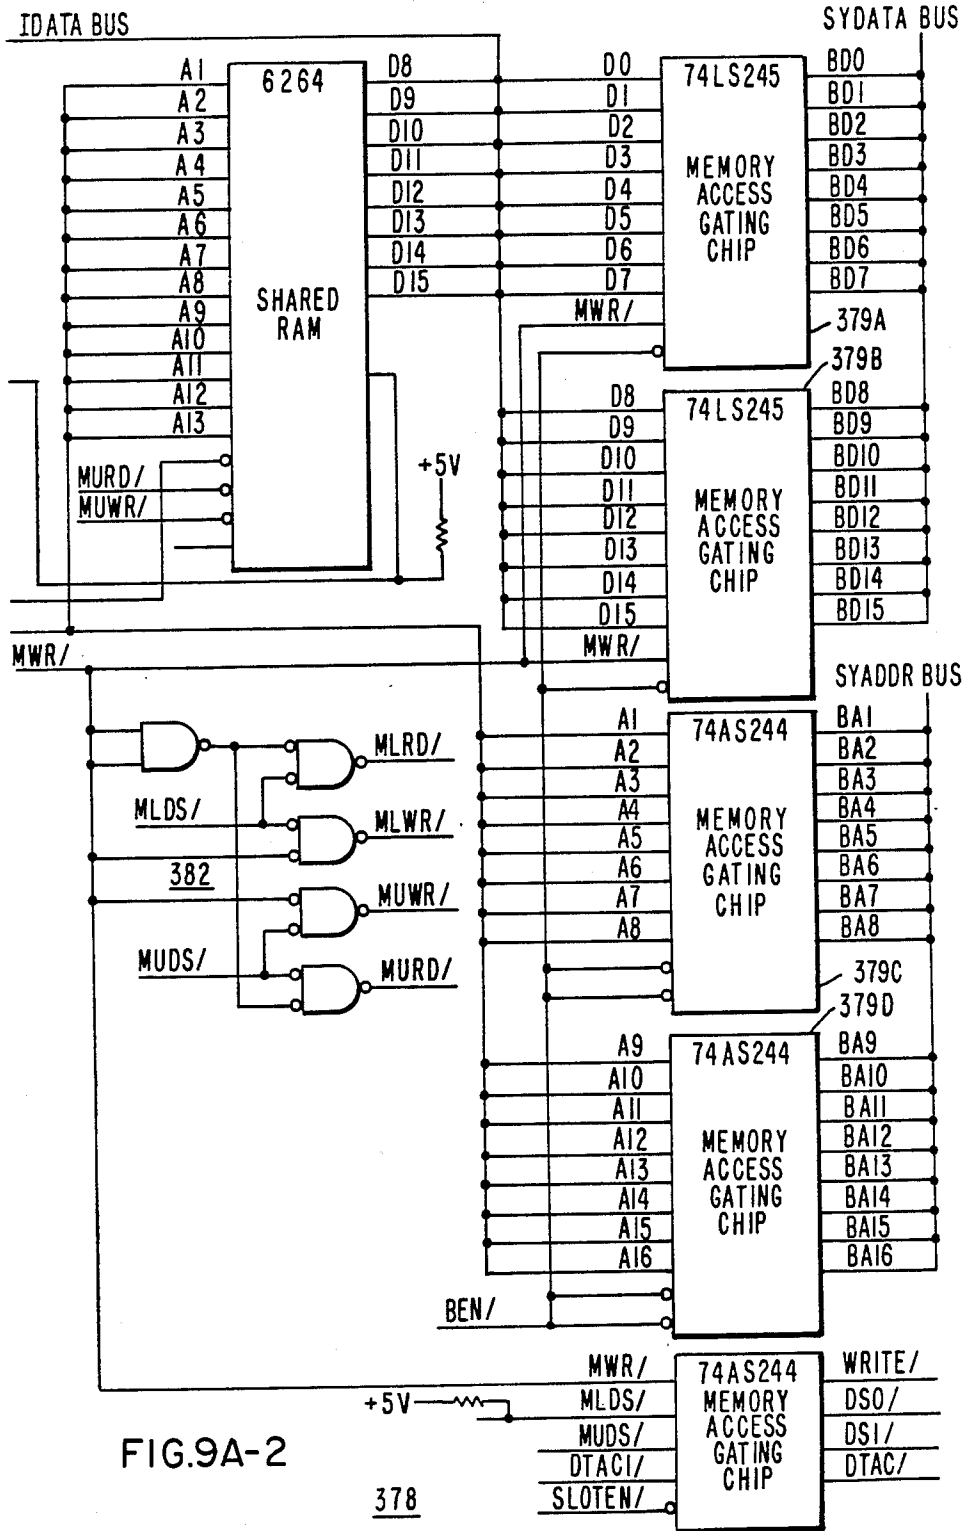 IDATA BUS
SYDATA BUS
6264
SHARED
RAM
A1
A2
A3
A4
A5
A6
A7
A8
A9
A10
A11
A12
A13
MURD/
MUWR/
D8
D9
D10
D11
D12
D13
D14
D15
+5V
74LS245
MEMORY
ACCESS
GATING
CHIP
D0
D1
D2
D3
D4
D5
D6
D7
MWR/
BD0
BD1
BD2
BD3
BD4
BD5
BD6
BD7
379A
379B
74LS245
MEMORY
ACCESS
GATING
CHIP
D8
D9
D10
D11
D12
D13
D14
D15
MWR/
BD8
BD9
BD10
BD11
BD12
BD13
BD14
BD15
MWR/
MLDS/
382
MUDS/
MLRD/
MLWR/
MUWR/
MURD/
SYADDR BUS
74AS244
MEMORY
ACCESS
GATING
CHIP
A1
A2
A3
A4
A5
A6
A7
A8
BA1
BA2
BA3
BA4
BA5
BA6
BA7
BA8
379C
379D
74AS244
MEMORY
ACCESS
GATING
CHIP
A9
A10
A11
A12
A13
A14
A15
A16
BA9
BA10
BA11
BA12
BA13
BA14
BA15
BA16
BEN/
74AS244
MEMORY
ACCESS
GATING
CHIP
MWR/
+5V
MLDS/
MUDS/
DTACI/
SLOTEN/
WRITE/
DS0/
DS1/
DTAC/
FIG.9A-2
378